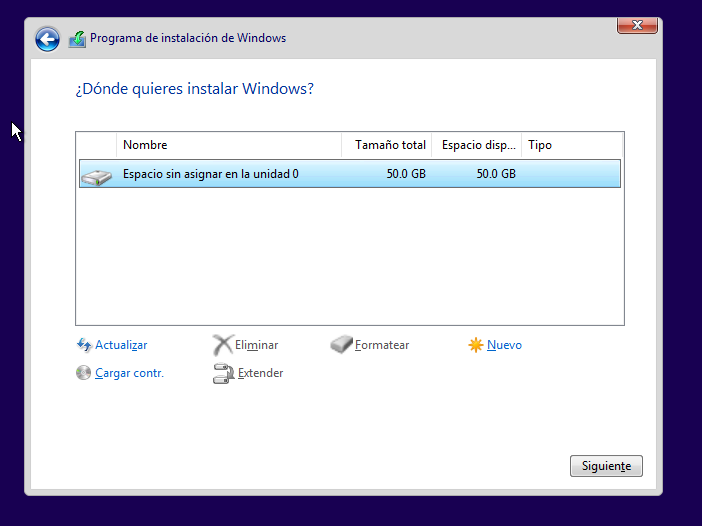 Programa de instalación de Windows
¿Dónde quieres instalar Windows?
Nombre Tamaño total Espacio disp... Tipo
Espacio sin asignar en la unidad 0 50.0 GB 50.0 GB
Actualizar Eliminar Formatear Nuevo
Cargar contr. Extender
Siguiente